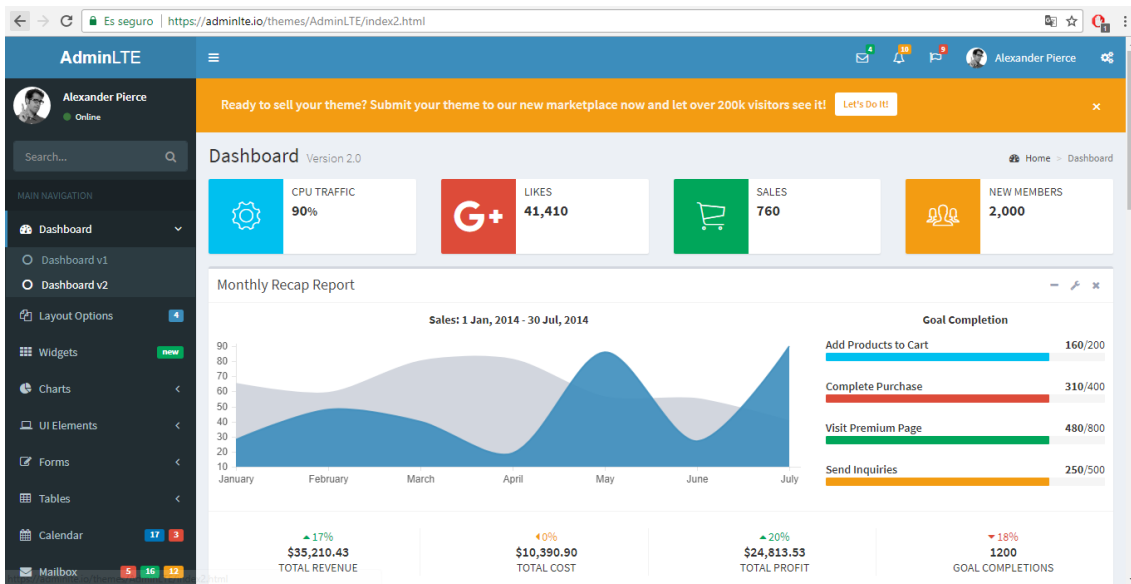 Es seguro | https://adminlte.io/themes/AdminLTE/index2.html
1
AdminLTE
4 10 9
Alexander Pierce
Alexander Pierce
Online
Ready to sell your theme? Submit your theme to our new marketplace now and let over 200k visitors see it! Let's Do It!
×
Search...
MAIN NAVIGATION
Dashboard
Dashboard v1
Dashboard v2
Layout Options 4
Widgets new
Charts
UI Elements
Forms
Tables
Calendar 17 3
Mailbox 5 16 12
Dashboard Version 2.0
Home > Dashboard
CPU TRAFFIC
90%
G+
LIKES
41,410
SALES
760
NEW MEMBERS
2,000
Monthly Recap Report
Sales: 1 Jan, 2014 - 30 Jul, 2014
90
80
70
60
50
40
30
20
10
January February March April May June July
Goal Completion
Add Products to Cart 160/200
Complete Purchase 310/400
Visit Premium Page 480/800
Send Inquiries 250/500
17%
$35,210.43
TOTAL REVENUE
0%
$10,390.90
TOTAL COST
20%
$24,813.53
TOTAL PROFIT
18%
1200
GOAL COMPLETIONS